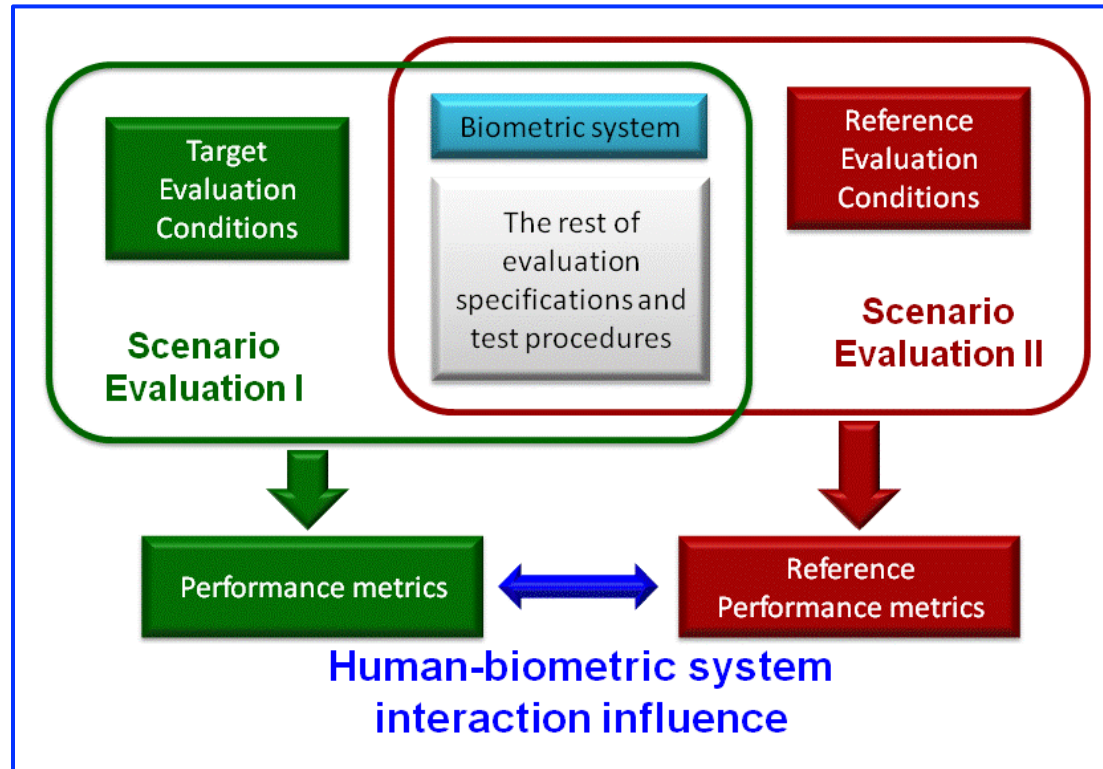 Target
Evaluation
Conditions
Biometric system
The rest of
evaluation
specifications and
test procedures
Reference
Evaluation
Conditions
Scenario
Evaluation I
Scenario
Evaluation II
Performance metrics
Reference
Performance metrics
Human-biometric system
interaction influence